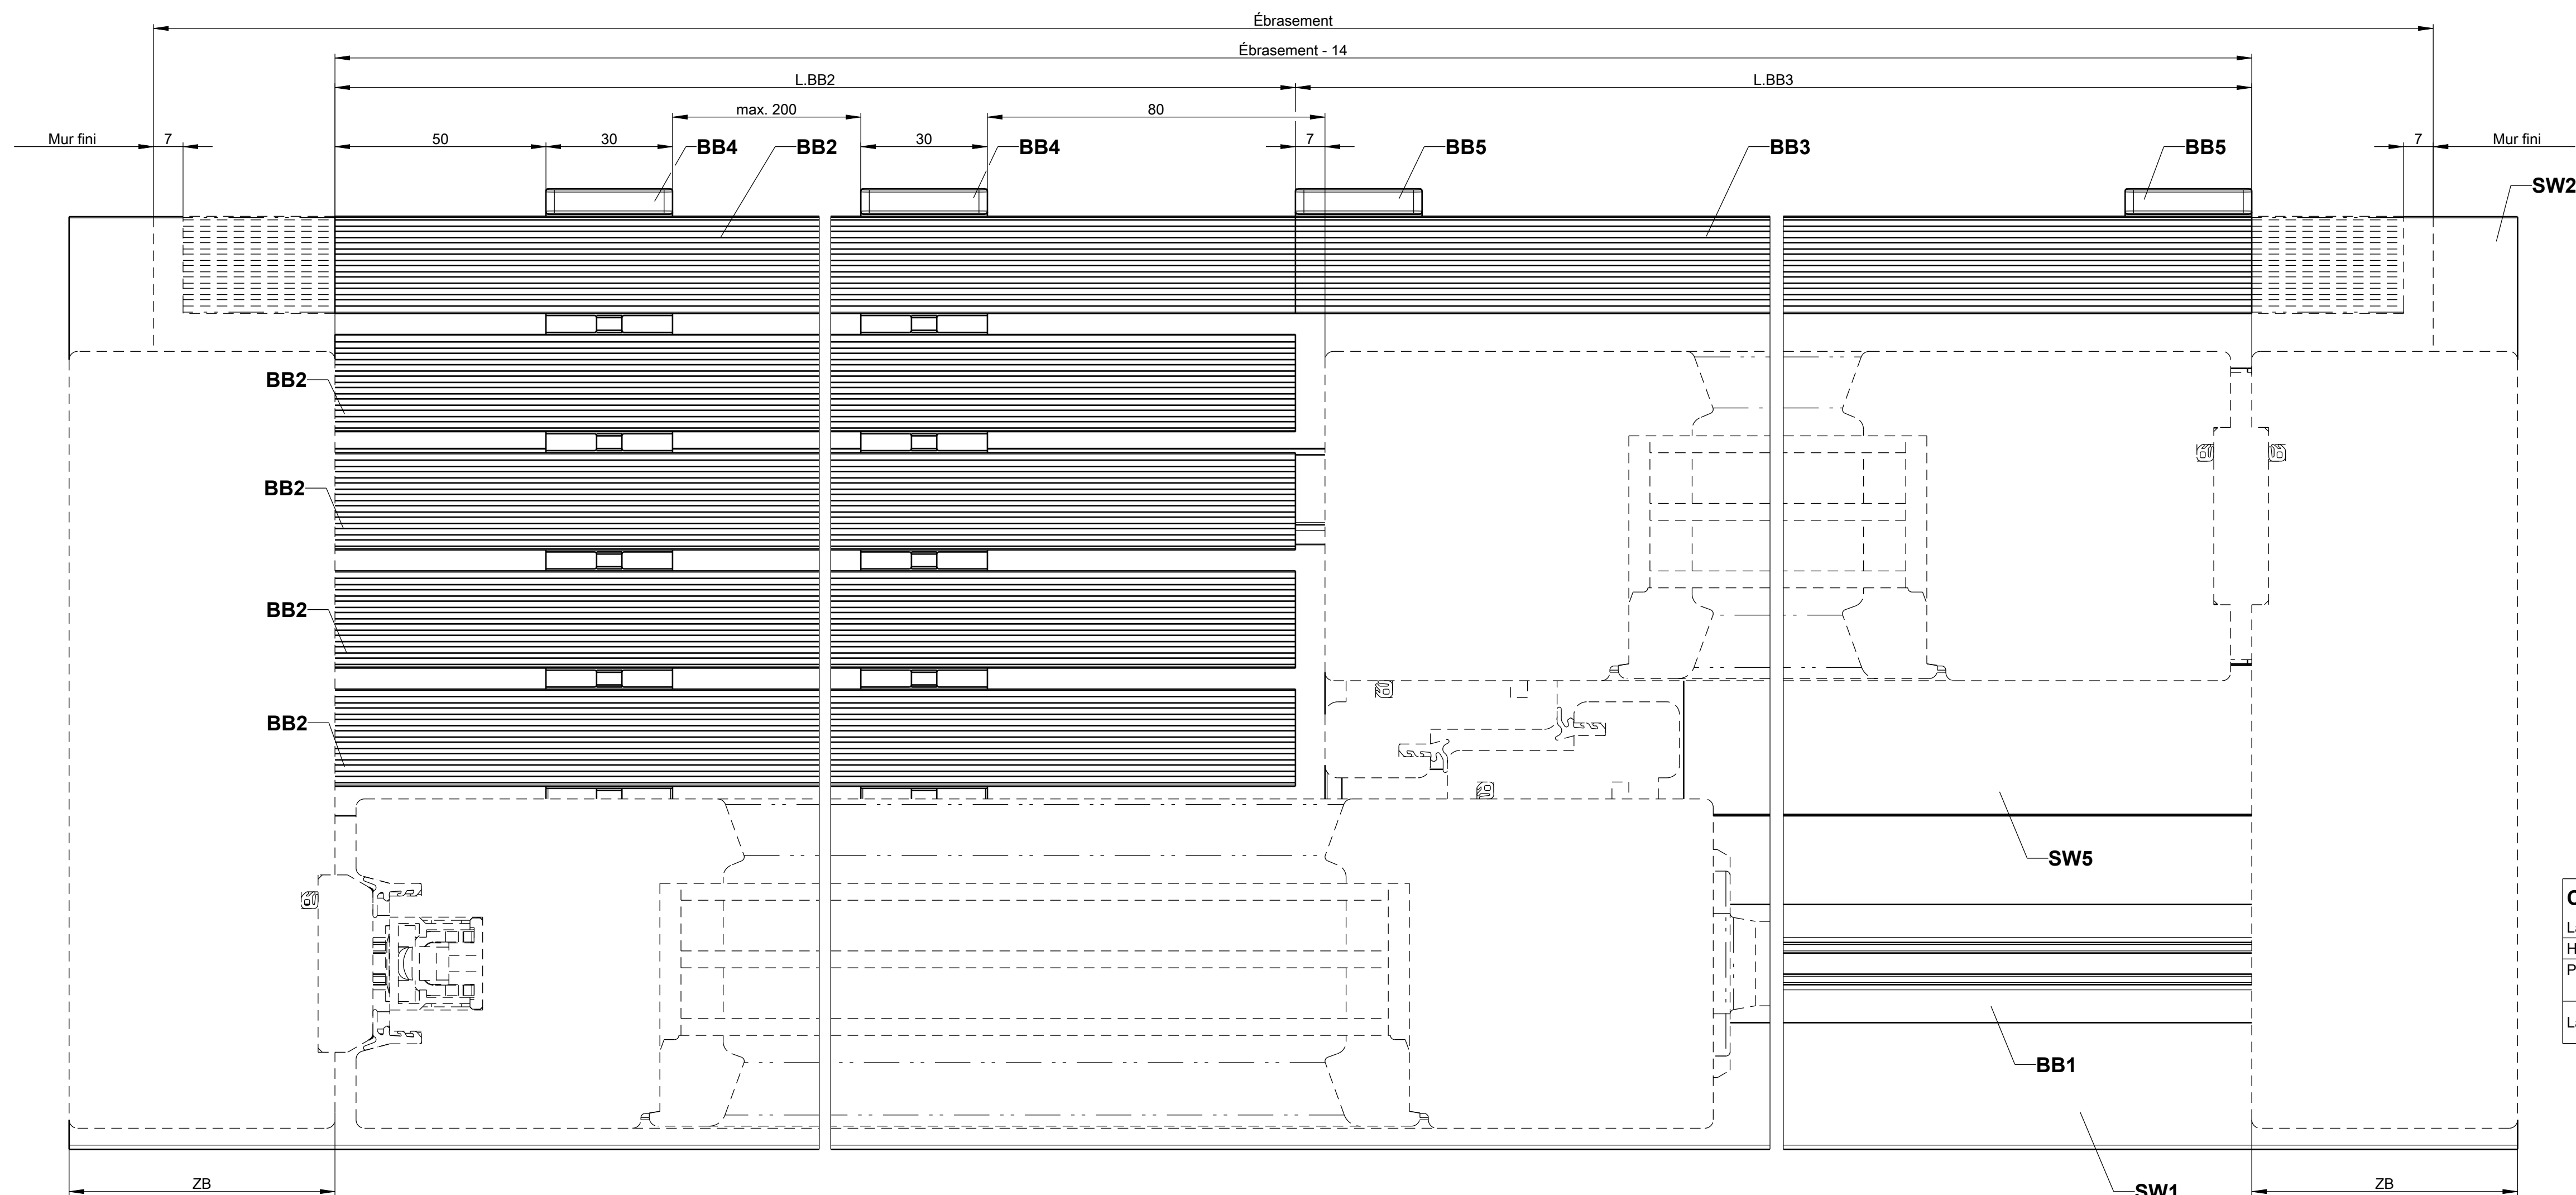 Ébrasement
Ébrasement - 14
L.BB2
L.BB3
max. 200
80
Mur fini
7
50
30
BB4
BB2
30
BB4
7
BB5
BB3
BB5
7
Mur fini
SW2
BB2
BB2
BB2
BB2
SW5
BB1
SW1
ZB
ZB